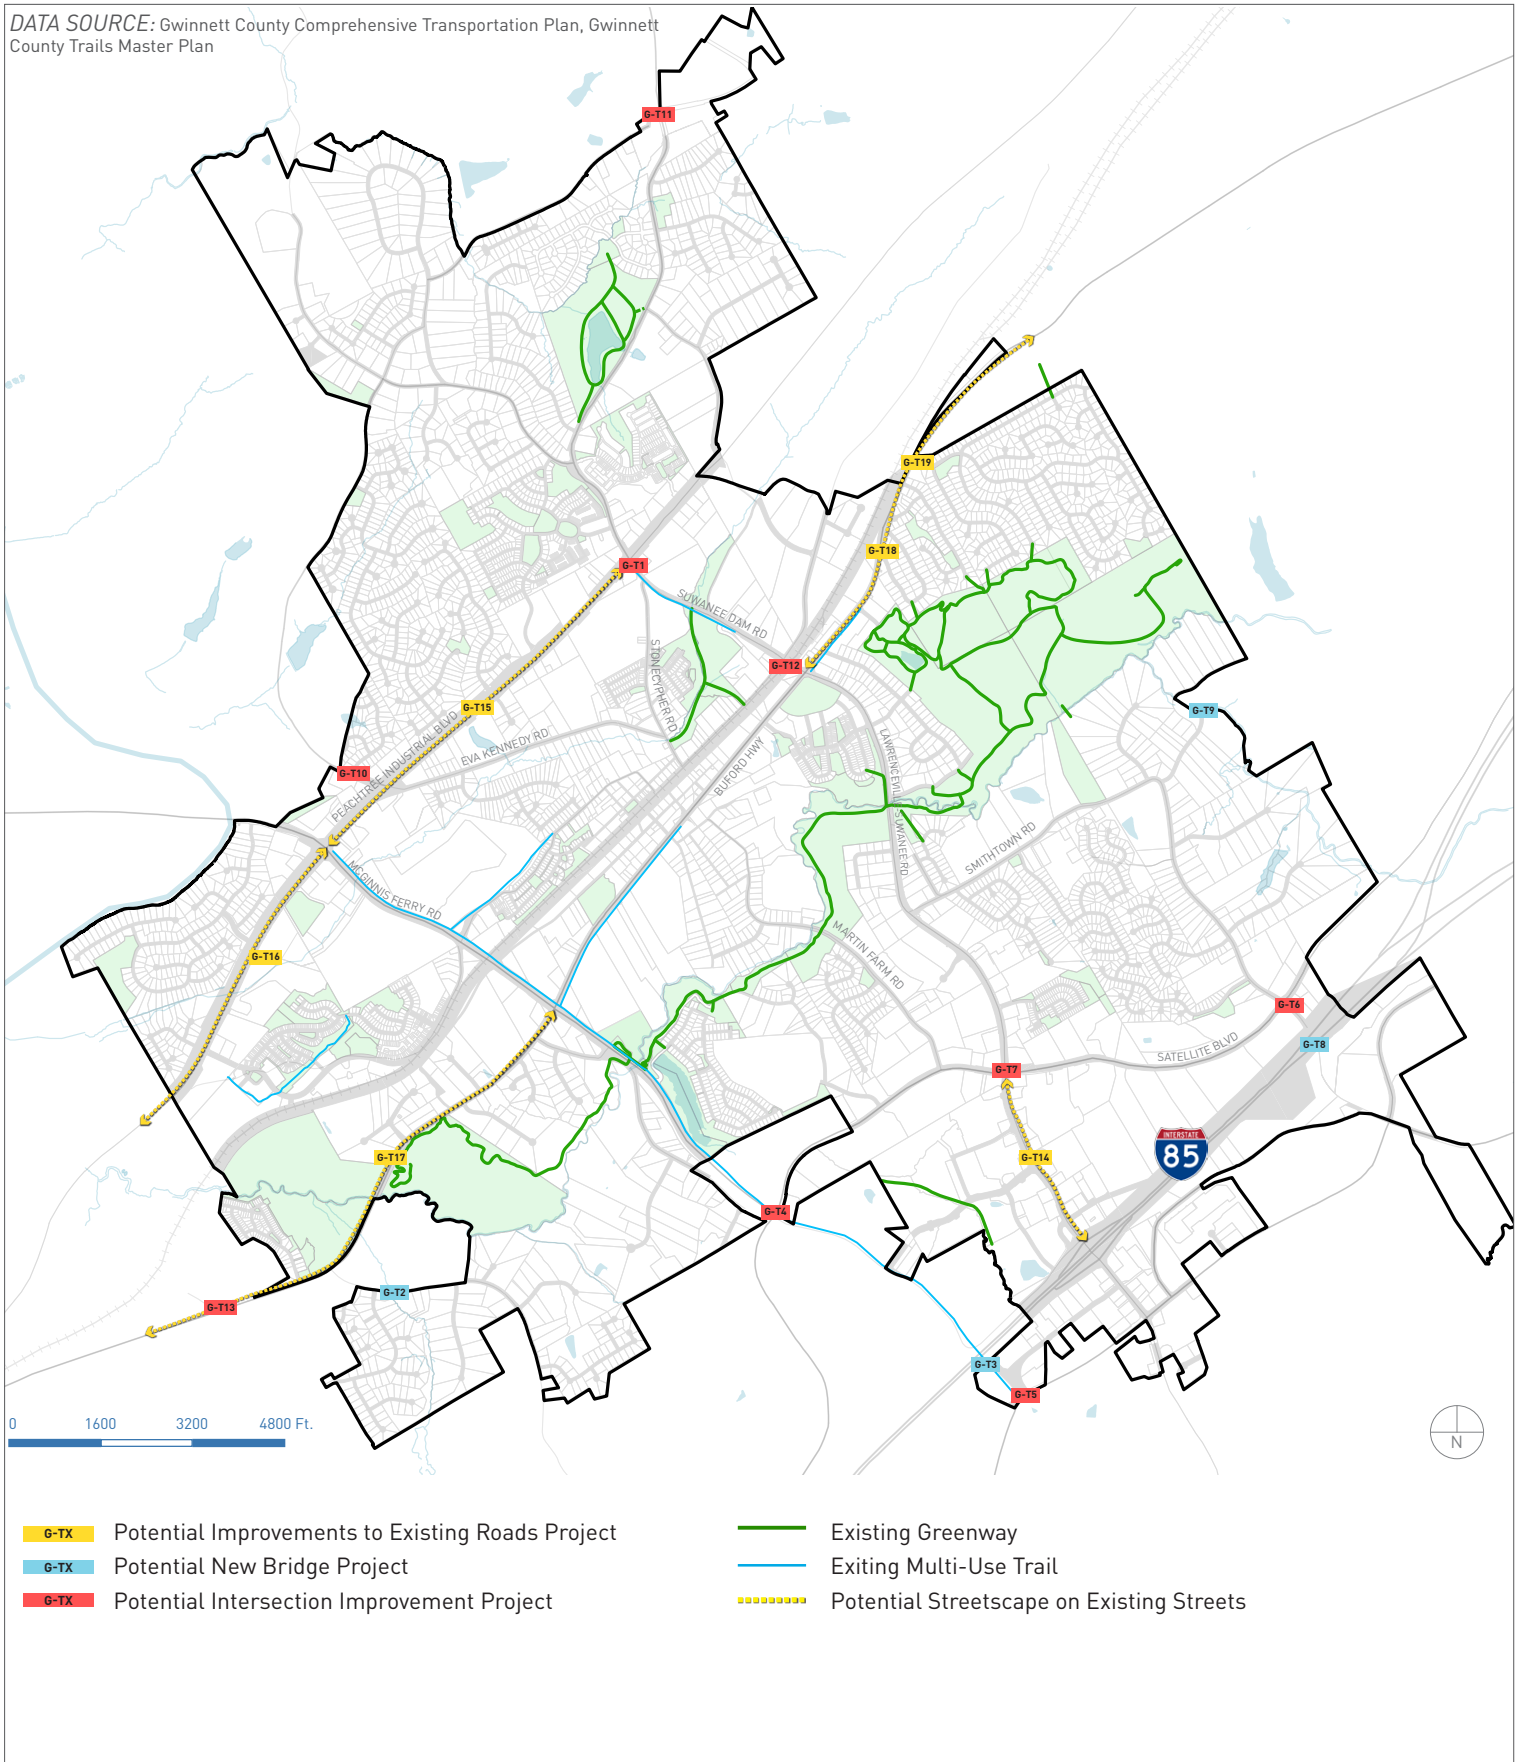 DATA SOURCE: Gwinnett County Comprehensive Transportation Plan, Gwinnett
County Trails Master Plan
G-T11
G-T19
G-T18
G-T1
SUWANEE DAM RD
G-T12
STONECYPHER RD
G-T15
G-T9
PEACHTREE INDUSTRIAL BLVD
EVA KENNEDY RD
BUFORD HWY
LAWRENCEVILLE-SUWANEE RD
G-T10
SMITHTOWN RD
MCGINNIS FERRY RD
MARTIN FARM RD
G-T16
G-T6
G-T8
SATELLITE BLVD
G-T7
INTERSTATE
85
G-T17
G-T14
G-T4
G-T2
G-T13
G-T3
G-T5
0 1600 3200 4800 Ft.
N
G-TX Potential Improvements to Existing Roads Project
G-TX Potential New Bridge Project
G-TX Potential Intersection Improvement Project
Existing Greenway
Exiting Multi-Use Trail
Potential Streetscape on Existing Streets